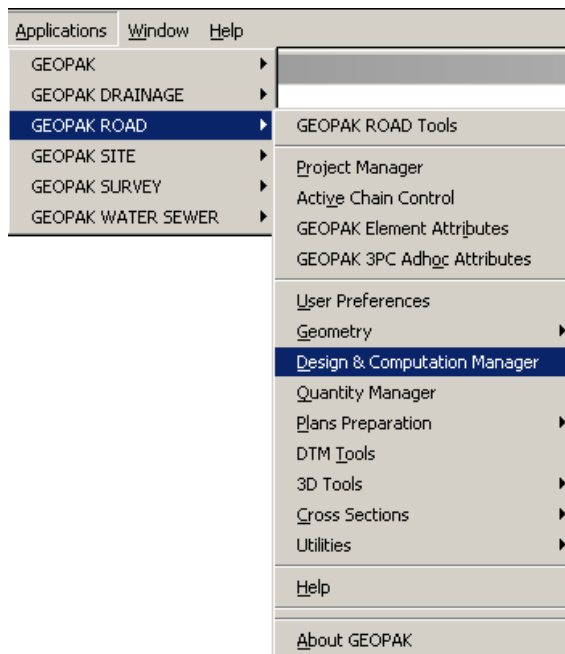 Applications Window Help
GEOPAK
GEOPAK DRAINAGE
GEOPAK ROAD
GEOPAK SITE
GEOPAK SURVEY
GEOPAK WATER SEWER
GEOPAK ROAD Tools
Project Manager
Active Chain Control
GEOPAK Element Attributes
GEOPAK 3PC Adhoc Attributes
User Preferences
Geometry
Design & Computation Manager
Quantity Manager
Plans Preparation
DTM Tools
3D Tools
Cross Sections
Utilities
Help
About GEOPAK